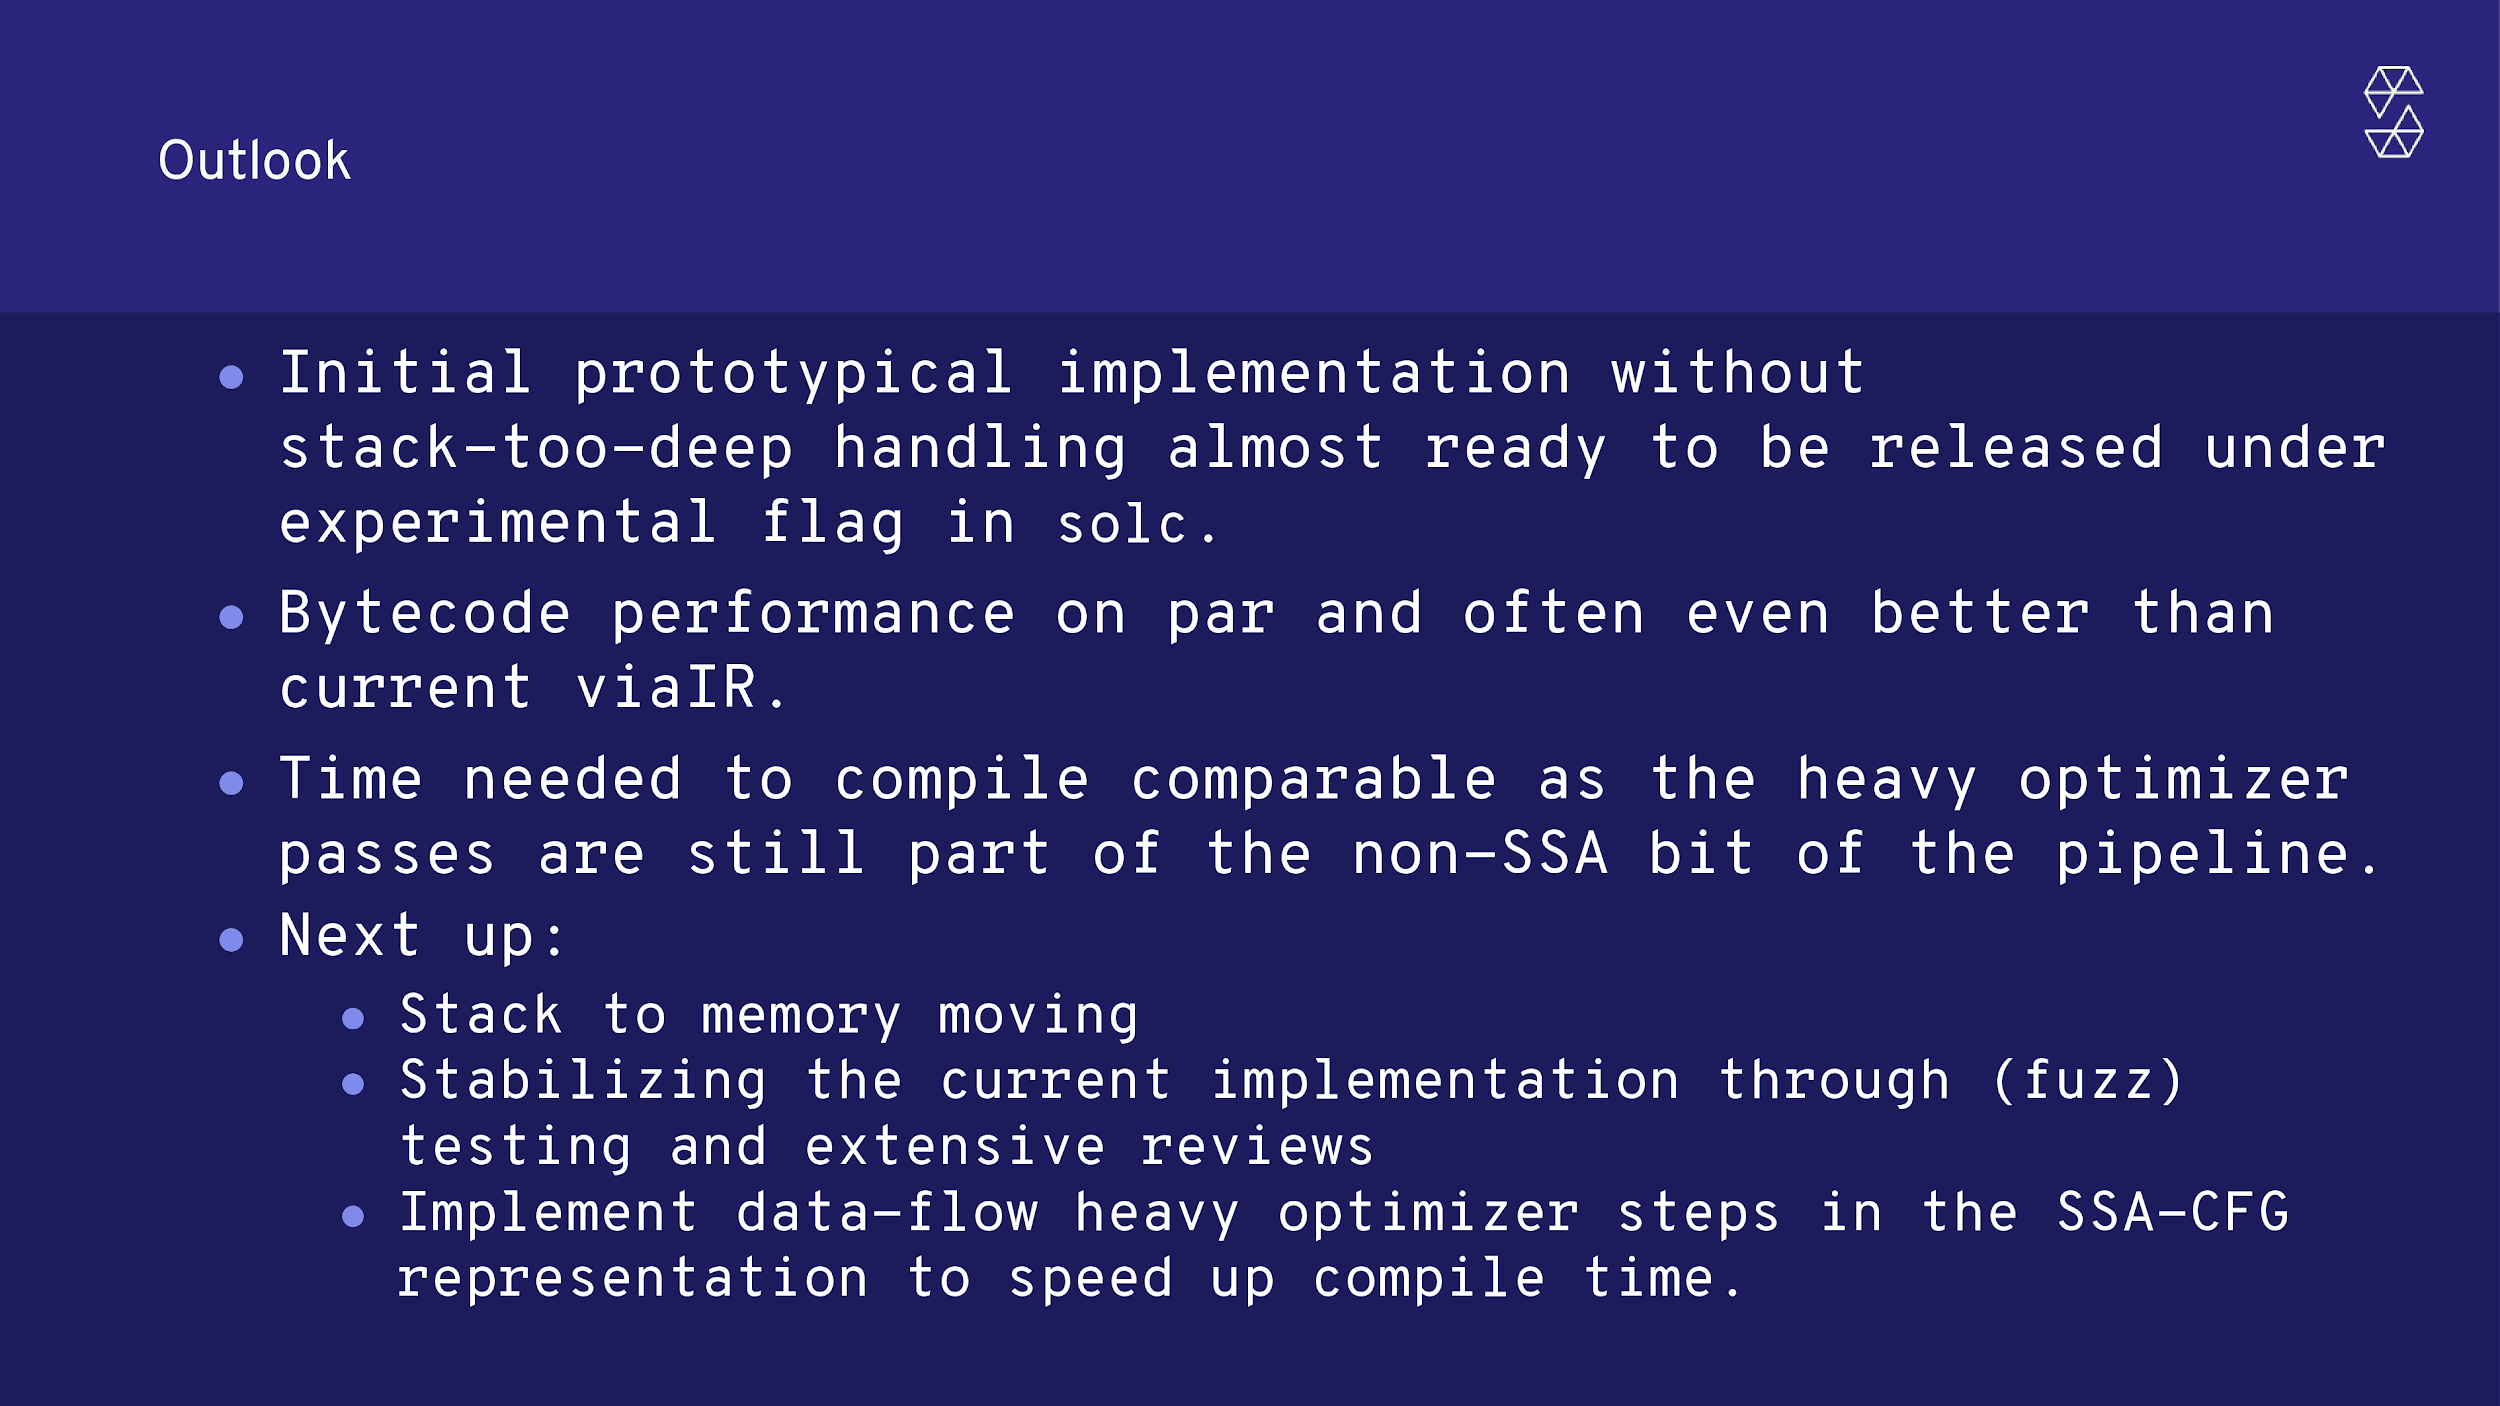 Outlook
• Initial prototypical implementation without
stack-too-deep handling almost ready to be released under
experimental flag in solc.
• Bytecode performance on par and often even better than
current viaIR.
• Time needed to compile comparable as the heavy optimizer
passes are still part of the non-SSA bit of the pipeline.
• Next up:
• Stack to memory moving
• Stabilizing the current implementation through (fuzz)
testing and extensive reviews
• Implement data-flow heavy optimizer steps in the SSA-CFG
representation to speed up compile time.